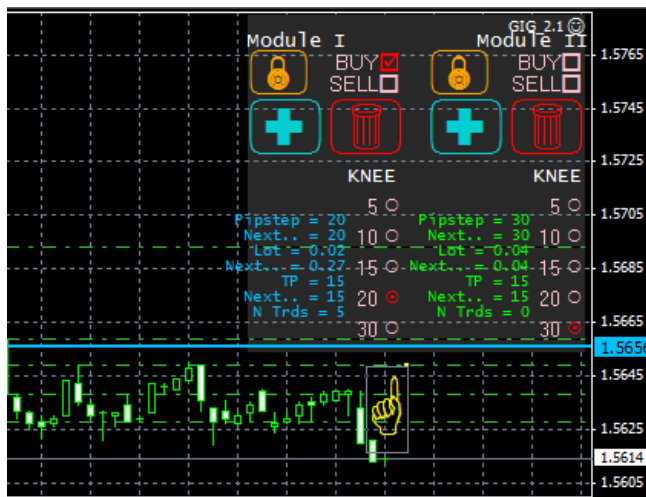 GIG_2.1
Module I
Module II
BUY
SELL
BUY
SELL
KNEE
5
10
15
20
30
Pipstep = 20
Next.. = 20
Lot = 0.02
Next... = 0.27
TP = 15
Next.. = 15
N Trds = 5
KNEE
5
10
15
20
30
Pipstep = 30
Next.. = 30
Lot = 0.04
Next... = 0.04
TP = 15
Next.. = 15
N Trds = 0
1.5765
1.5745
1.5725
1.5705
1.5685
1.5665
1.5656
1.5645
1.5625
1.5614
1.5605